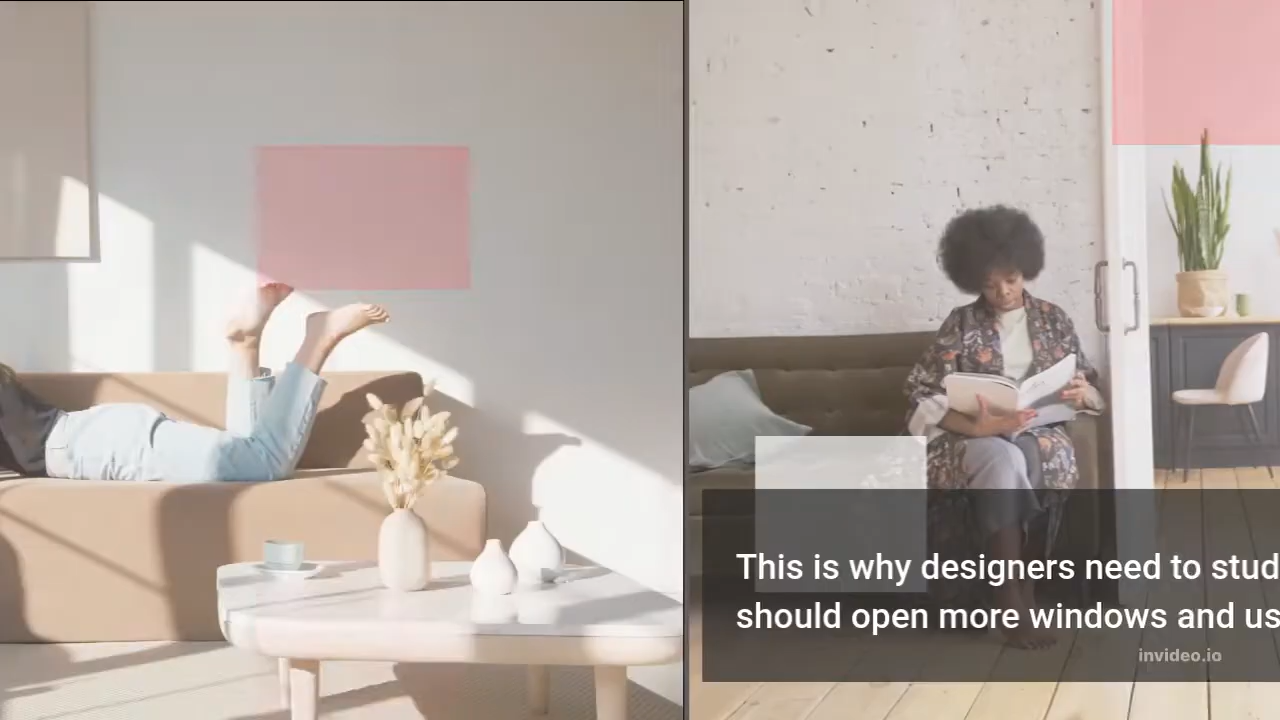 This is why designers need to stud
should open more windows and us
invideo.io